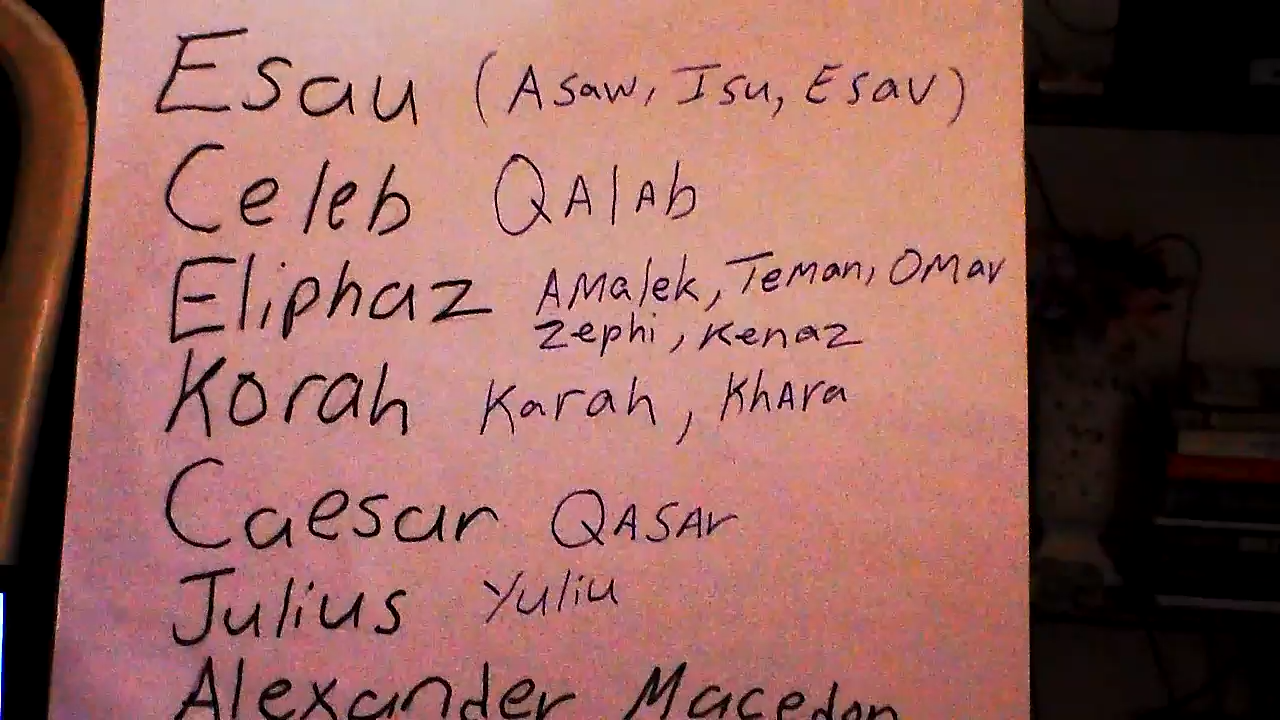 Esau (Asaw, Isu, Esav)
Celeb QAlAb
Eliphaz AMalek, Teman, OMar
Zephi, Kenaz
Korah Karah, KhAra
Caesar QASAr
Julius Yuliu
Alexander Macedon